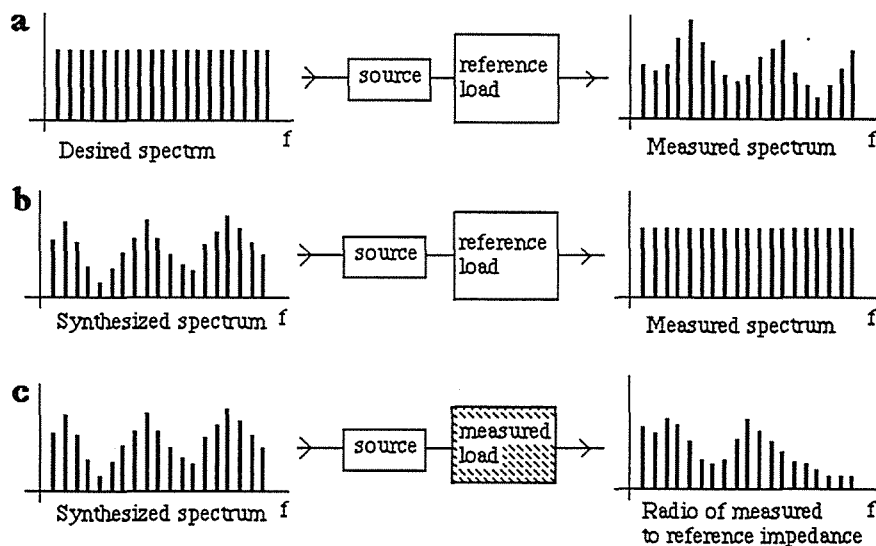 a
source
reference
load
Desired spectrm
f
Measured spectrum
f
b
source
reference
load
Synthesized spectrum
f
Measured spectrum
f
c
source
measured
load
Synthesized spectrum
f
Radio of measured
to reference impedance
f